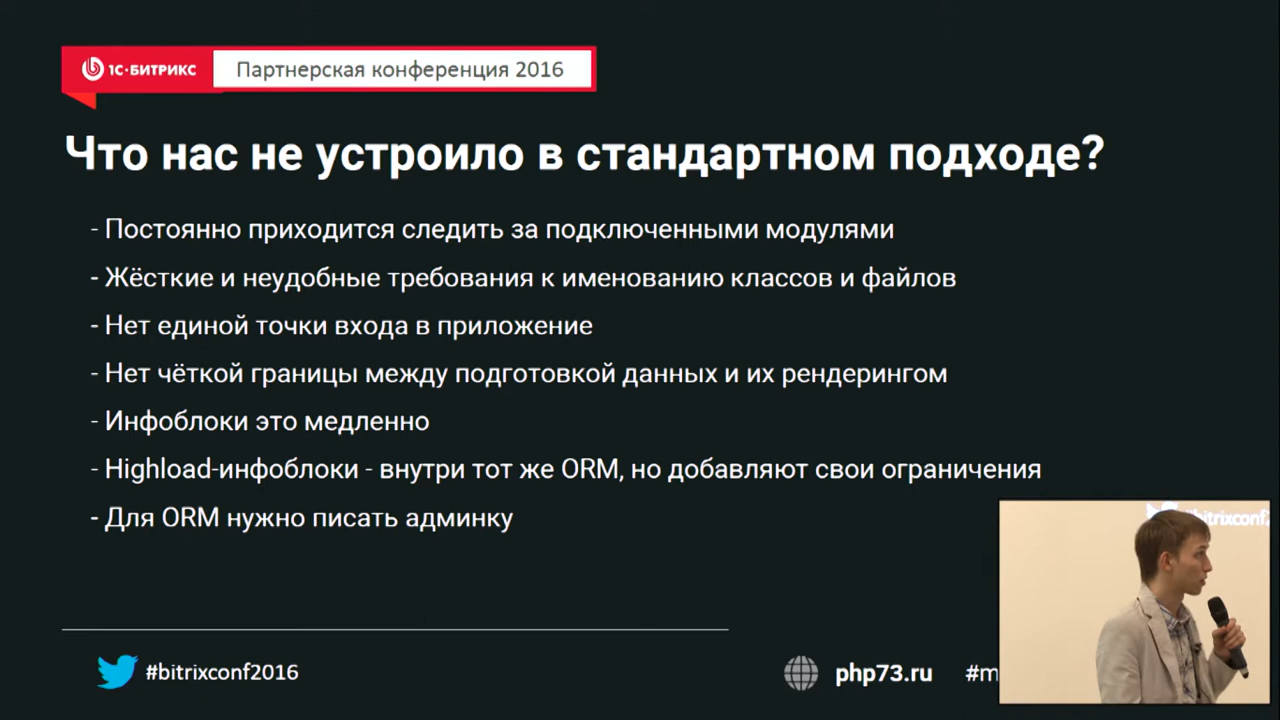 1С·БИТРИКС Партнерская конференция 2016
Что нас не устроило в стандартном подходе?
- Постоянно приходится следить за подключенными модулями
- Жёсткие и неудобные требования к именованию классов и файлов
- Нет единой точки входа в приложение
- Нет чёткой границы между подготовкой данных и их рендерингом
- Инфоблоки это медленно
- Highload-инфоблоки - внутри тот же ORM, но добавляют свои ограничения
- Для ORM нужно писать админку
#bitrixconf2016
php73.ru